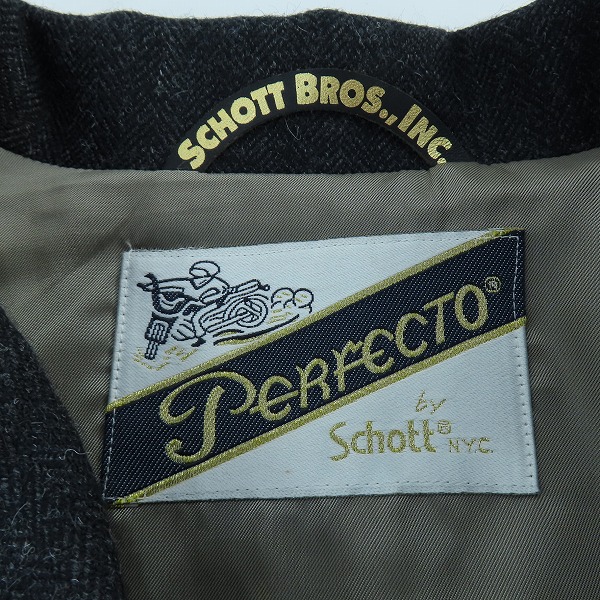 SCHOTT BROS., INC.
PERFECTO®
by
Schott®N.Y.C.